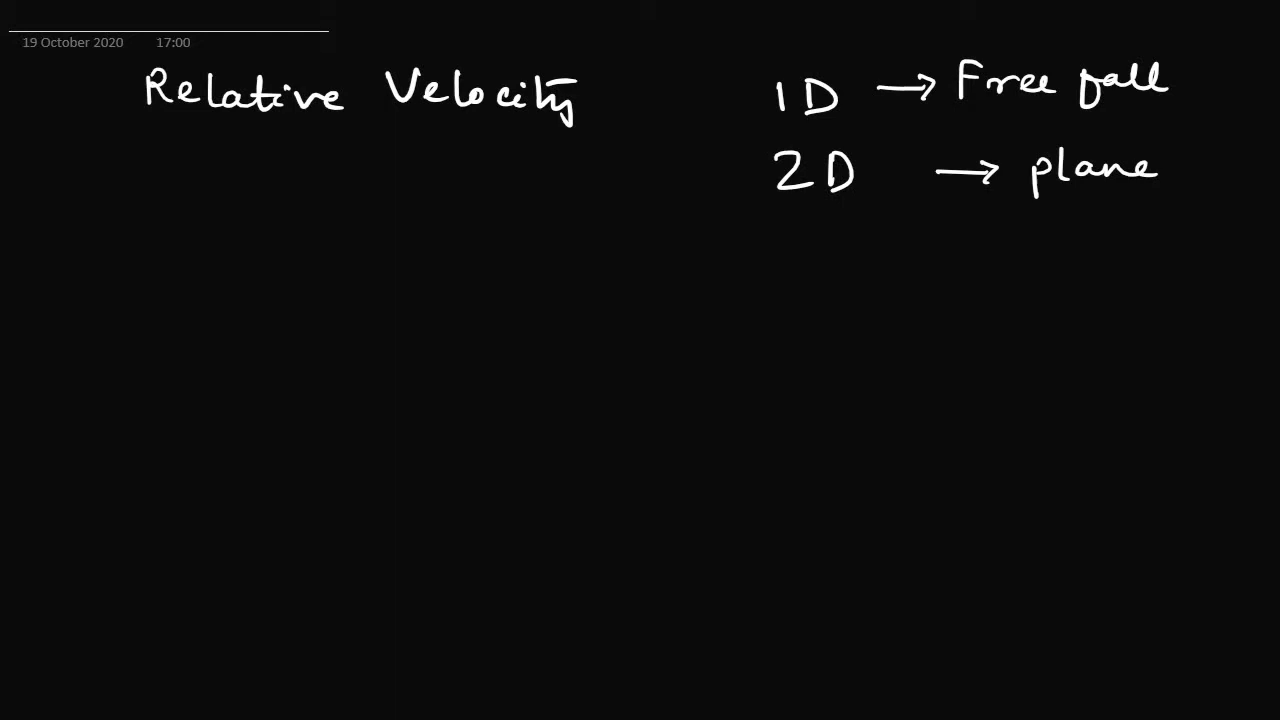 19 October 2020 17:00
Relative Velocity
1D → Free fall
2D → plane